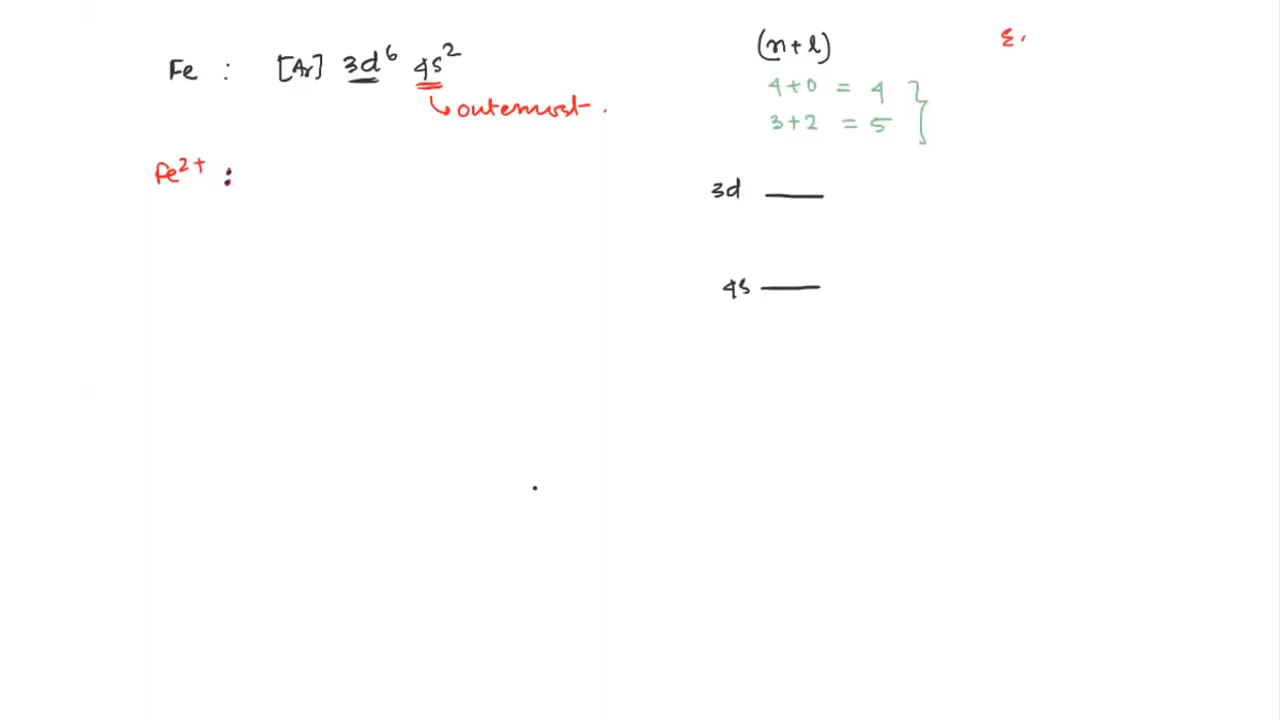 Fe : [Ar] 3d⁶ 4s²
↳ outermost.
Fe²⁺ :
(n+l)
4+0 = 4
3+2 = 5
3d
4s